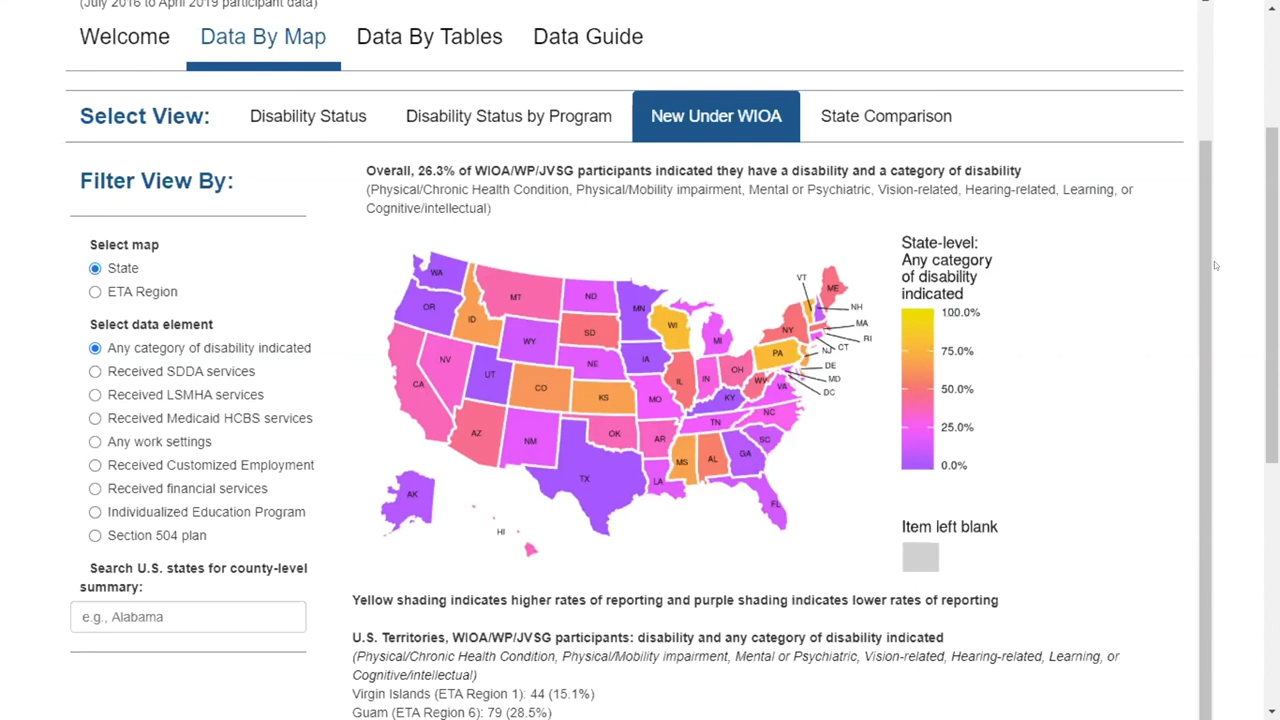 (July 2016 to April 2019 participant data)
Welcome Data By Map Data By Tables Data Guide
Select View: Disability Status Disability Status by Program New Under WIOA State Comparison
Filter View By:
Select map
State
ETA Region
Select data element
Any category of disability indicated
Received SDDA services
Received LSMHA services
Received Medicaid HCBS services
Any work settings
Received Customized Employment
Received financial services
Individualized Education Program
Section 504 plan
Search U.S. states for county-level
summary:
e.g., Alabama
Overall, 26.3% of WIOA/WP/JVSG participants indicated they have a disability and a category of disability
(Physical/Chronic Health Condition, Physical/Mobility impairment, Mental or Psychiatric, Vision-related, Hearing-related, Learning, or
Cognitive/intellectual)
WA
OR
ID
MT
ND
MN
WI
MI
VT
ME
NH
MA
RI
CT
NY
SD
WY
NE
IA
PA
NJ
DE
MD
DC
NV
UT
CO
KS
MO
IL
IN
OH
WV
VA
KY
CA
AZ
NM
OK
AR
TN
NC
SC
MS
AL
GA
TX
LA
FL
AK
HI
State-level:
Any category
of disability
indicated
100.0%
75.0%
50.0%
25.0%
0.0%
Item left blank
Yellow shading indicates higher rates of reporting and purple shading indicates lower rates of reporting
U.S. Territories, WIOA/WP/JVSG participants: disability and any category of disability indicated
(Physical/Chronic Health Condition, Physical/Mobility impairment, Mental or Psychiatric, Vision-related, Hearing-related, Learning, or
Cognitive/intellectual)
Virgin Islands (ETA Region 1): 44 (15.1%)
Guam (ETA Region 6): 79 (28.5%)